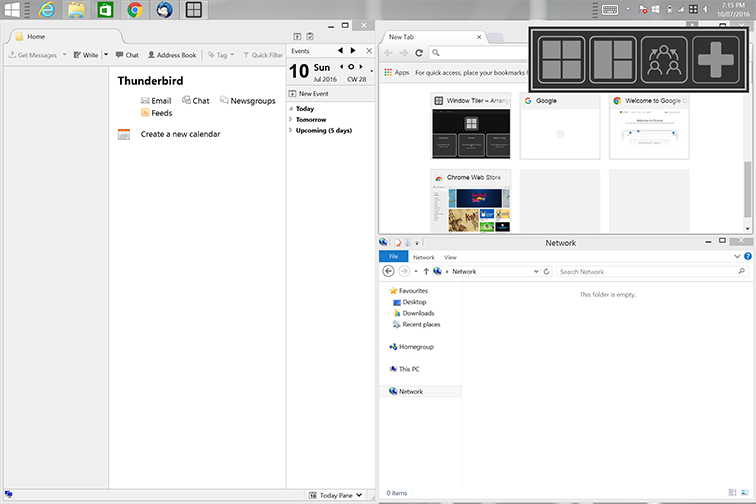 7:15 PM
10/07/2016
Home
Get Messages
Write
Chat
Address Book
Tag
Quick Filter
Thunderbird
Email
Chat
Newsgroups
Feeds
Create a new calendar
Events
10
Sun
Jul 2016
CW 28
New Event
Today
Tomorrow
Upcoming (5 days)
Today Pane
New Tab
Apps
For quick access, place your bookmarks h
Window Tiler – Arrang
Google
Welcome to Google C
Chrome Web Store
Network
File
Network
View
Network
Search Network
Favourites
Desktop
Downloads
Recent places
Homegroup
This PC
Network
This folder is empty.
0 items